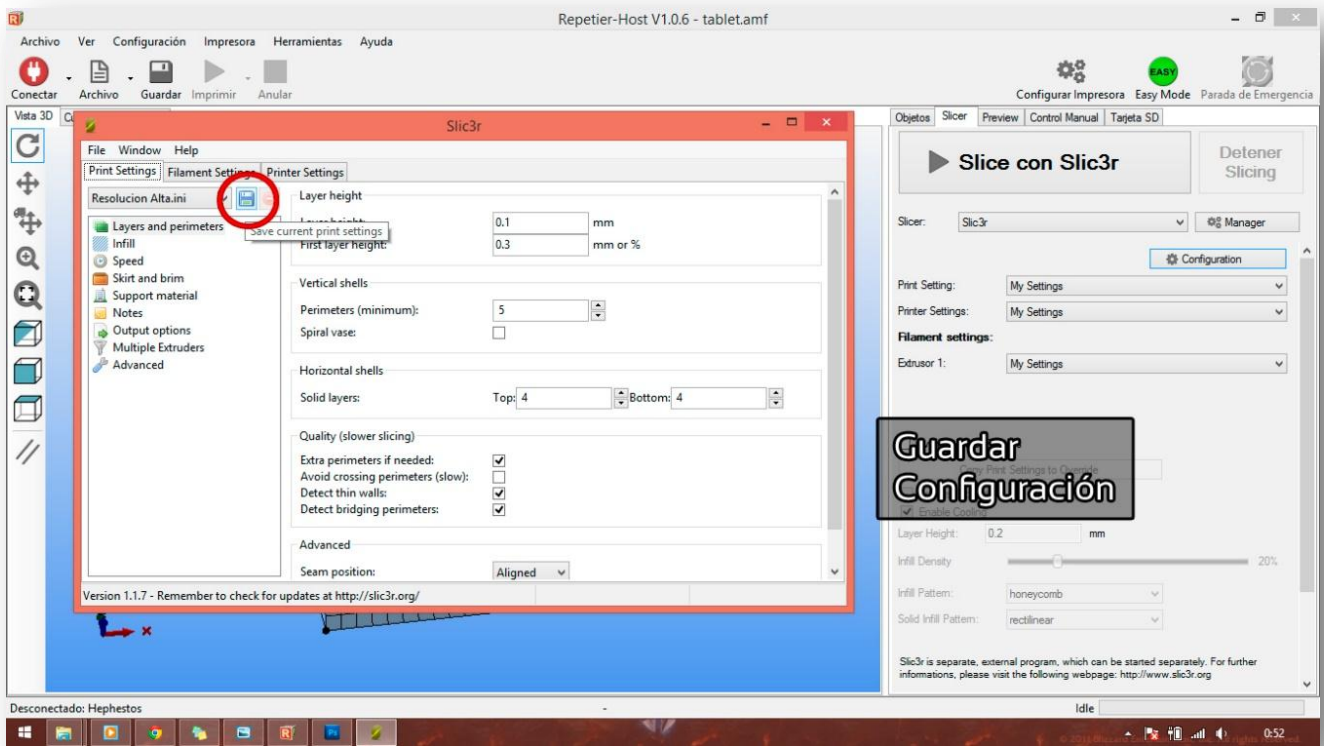 Repetier-Host V1.0.6 - tablet.amf
Archivo Ver Configuración Impresora Herramientas Ayuda
Conectar Archivo Guardar Imprimir Anular
Configurar Impresora Easy Mode Parada de Emergencia
EASY
Vista 3D
Slic3r
File Window Help
Print Settings Filament Settings Printer Settings
Resolucion Alta.ini
Save current print settings
Layers and perimeters
Infill
Speed
Skirt and brim
Support material
Notes
Output options
Multiple Extruders
Advanced
Layer height
Layer height: 0.1 mm
First layer height: 0.3 mm or %
Vertical shells
Perimeters (minimum): 5
Spiral vase:
Horizontal shells
Solid layers: Top: 4 Bottom: 4
Quality (slower slicing)
Extra perimeters if needed:
Avoid crossing perimeters (slow):
Detect thin walls:
Detect bridging perimeters:
Advanced
Seam position: Aligned
Version 1.1.7 - Remember to check for updates at http://slic3r.org/
Objetos Slicer Preview Control Manual Tarjeta SD
Slice con Slic3r
Detener
Slicing
Slicer: Slic3r Manager
Configuration
Print Setting: My Settings
Printer Settings: My Settings
Filament settings:
Extrusor 1: My Settings
Guardar
Copy Print Settings to Override
Configuración
Enable Cooling
Layer Height: 0.2 mm
Infill Density 20%
Infill Pattern: honeycomb
Solid Infill Pattern: rectilinear
Slic3r is separate, external program, which can be started separately. For further
informations, please visit the following webpage: http://www.slic3r.org
x
Desconectado: Hephestos - Idle
Ps
0:52